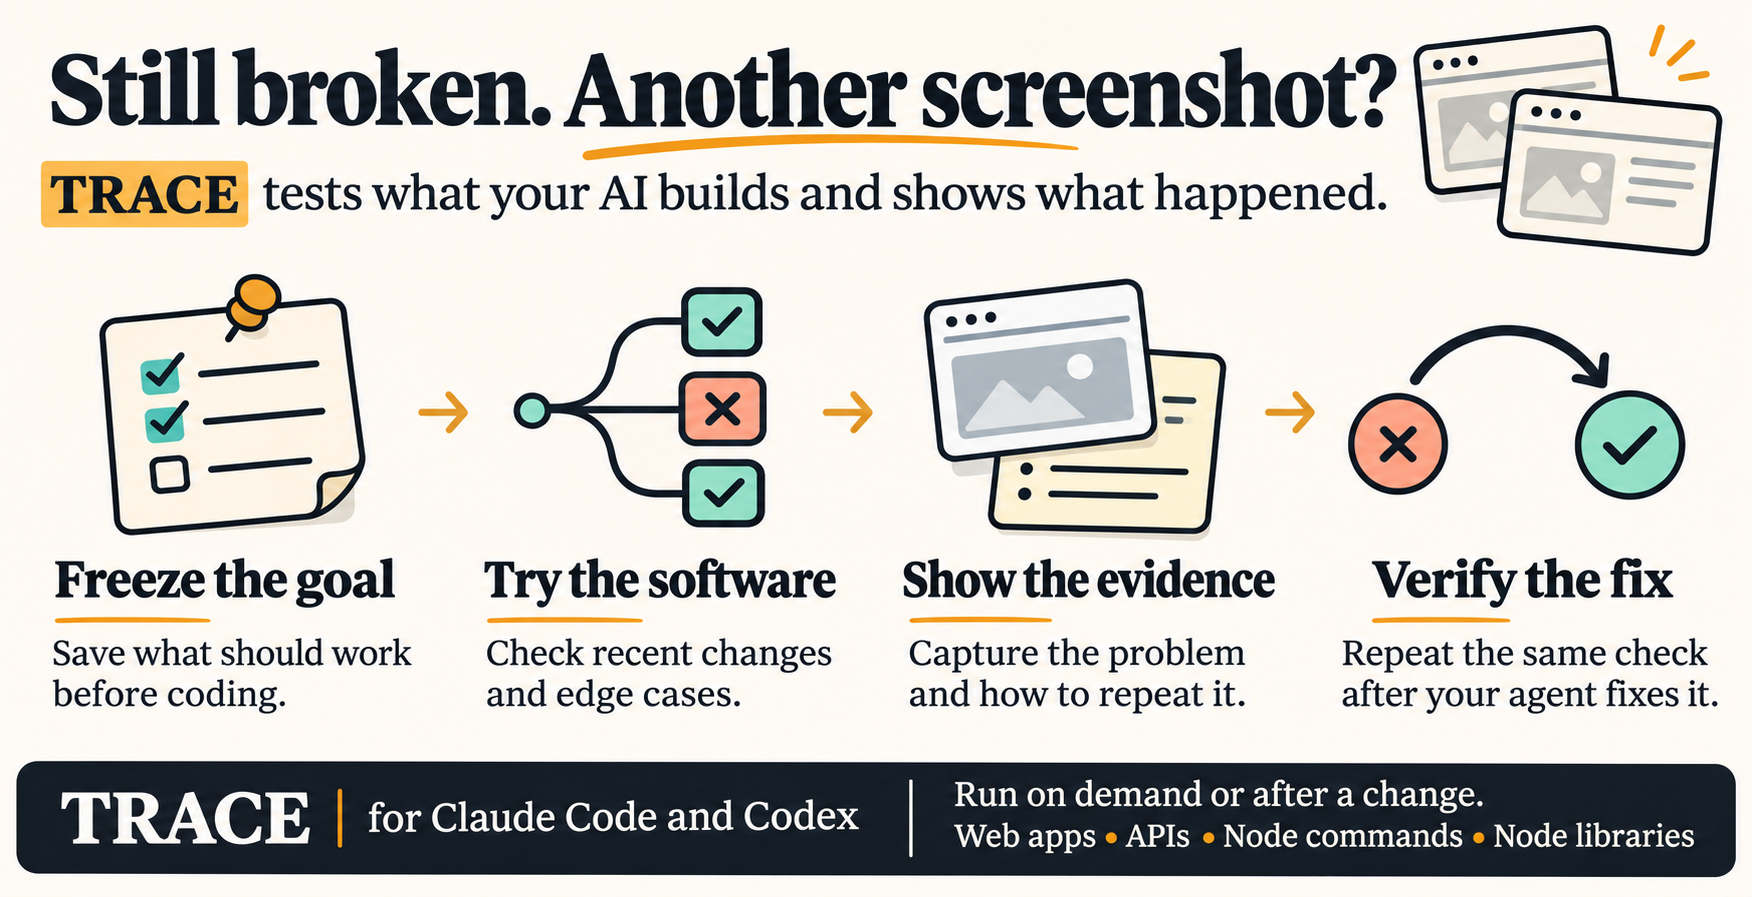 Still broken. Another screenshot?
TRACE tests what your AI builds and shows what happened.
Freeze the goal
Save what should work
before coding.
Try the software
Check recent changes
and edge cases.
Show the evidence
Capture the problem
and how to repeat it.
Verify the fix
Repeat the same check
after your agent fixes it.
TRACE
for Claude Code and Codex
Run on demand or after a change.
Web apps • APIs • Node commands • Node libraries